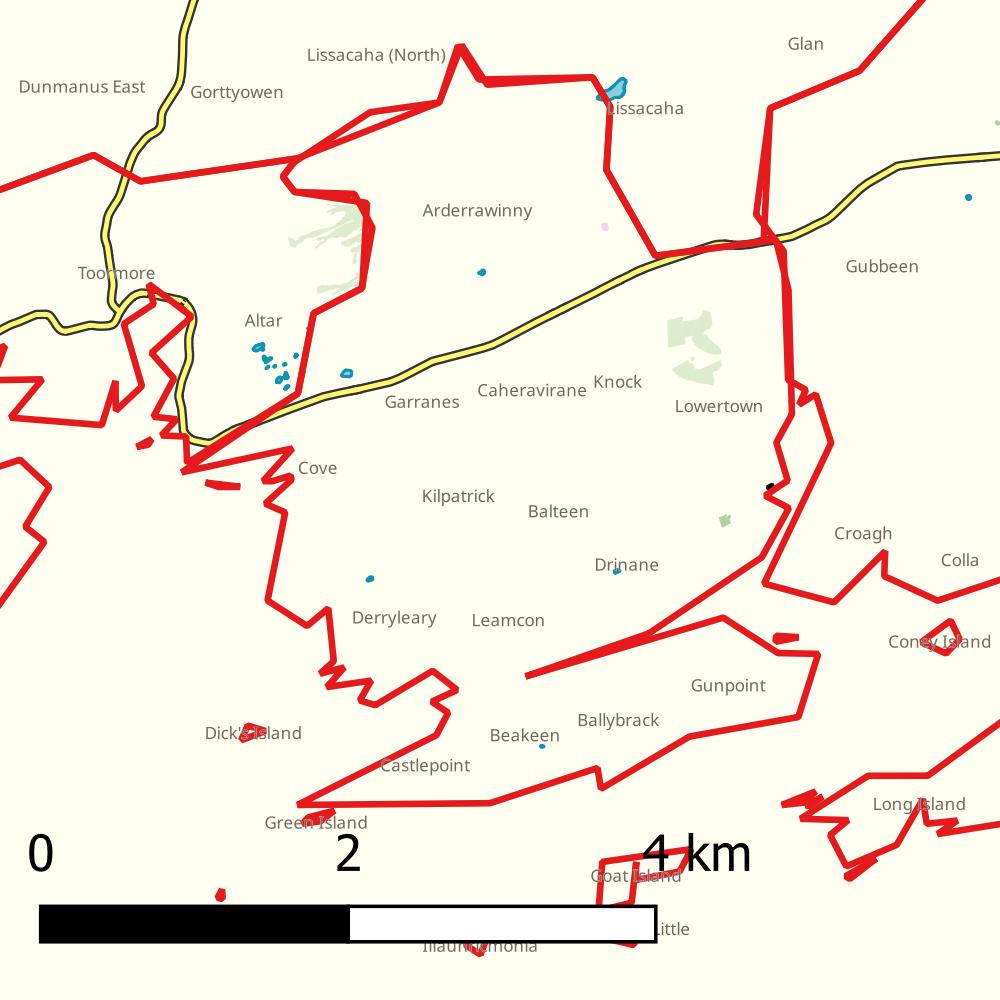 Glan
Lissacaha (North)
Dunmanus East
Gorttyowen
Lissacaha
Arderrawinny
Gubbeen
Toormore
Altar
Knock
Caheravirane
Garranes
Lowertown
Cove
Kilpatrick
Balteen
Croagh
Colla
Drinane
Derryleary
Leamcon
Coney Island
Gunpoint
Ballybrack
Dick's Island
Beakeen
Castlepoint
Long Island
Green Island
0 2 4 km
Goat Island
Little